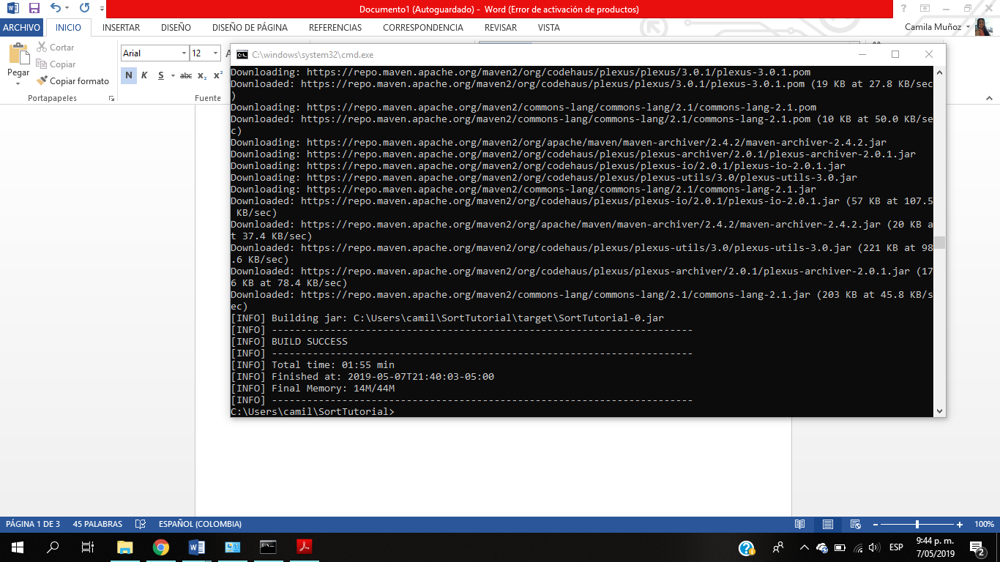 Documento1 (Autoguardado) - Word (Error de activación de productos)
ARCHIVO INICIO INSERTAR DISEÑO DISEÑO DE PÁGINA REFERENCIAS CORRESPONDENCIA REVISAR VISTA Camila Muñoz
Pegar
Cortar
Copiar
Copiar formato
Portapapeles
Arial 12
N K S abc x₂ x²
Fuente
C:\windows\system32\cmd.exe
Downloading: https://repo.maven.apache.org/maven2/org/codehaus/plexus/plexus/3.0.1/plexus-3.0.1.pom
Downloaded: https://repo.maven.apache.org/maven2/org/codehaus/plexus/plexus/3.0.1/plexus-3.0.1.pom (19 KB at 27.8 KB/sec
)
Downloading: https://repo.maven.apache.org/maven2/commons-lang/commons-lang/2.1/commons-lang-2.1.pom
Downloaded: https://repo.maven.apache.org/maven2/commons-lang/commons-lang/2.1/commons-lang-2.1.pom (10 KB at 50.0 KB/se
c)
Downloading: https://repo.maven.apache.org/maven2/org/apache/maven/maven-archiver/2.4.2/maven-archiver-2.4.2.jar
Downloading: https://repo.maven.apache.org/maven2/org/codehaus/plexus/plexus-archiver/2.0.1/plexus-archiver-2.0.1.jar
Downloading: https://repo.maven.apache.org/maven2/org/codehaus/plexus/plexus-io/2.0.1/plexus-io-2.0.1.jar
Downloading: https://repo.maven.apache.org/maven2/org/codehaus/plexus/plexus-utils/3.0/plexus-utils-3.0.jar
Downloading: https://repo.maven.apache.org/maven2/commons-lang/commons-lang/2.1/commons-lang-2.1.jar
Downloaded: https://repo.maven.apache.org/maven2/org/codehaus/plexus/plexus-io/2.0.1/plexus-io-2.0.1.jar (57 KB at 107.5
 KB/sec)
Downloaded: https://repo.maven.apache.org/maven2/org/apache/maven/maven-archiver/2.4.2/maven-archiver-2.4.2.jar (20 KB a
t 37.4 KB/sec)
Downloaded: https://repo.maven.apache.org/maven2/org/codehaus/plexus/plexus-utils/3.0/plexus-utils-3.0.jar (221 KB at 98
.6 KB/sec)
Downloaded: https://repo.maven.apache.org/maven2/org/codehaus/plexus/plexus-archiver/2.0.1/plexus-archiver-2.0.1.jar (17
6 KB at 78.4 KB/sec)
Downloaded: https://repo.maven.apache.org/maven2/commons-lang/commons-lang/2.1/commons-lang-2.1.jar (203 KB at 45.8 KB/s
ec)
[INFO] Building jar: C:\Users\camil\SortTutorial\target\SortTutorial-0.jar
[INFO] ------------------------------------------------------------------------
[INFO] BUILD SUCCESS
[INFO] ------------------------------------------------------------------------
[INFO] Total time: 01:55 min
[INFO] Finished at: 2019-05-07T21:40:03-05:00
[INFO] Final Memory: 14M/44M
[INFO] ------------------------------------------------------------------------
C:\Users\camil\SortTutorial>
PÁGINA 1 DE 3 45 PALABRAS ESPAÑOL (COLOMBIA) 100%
ESP
9:44 p. m.
7/05/2019
2